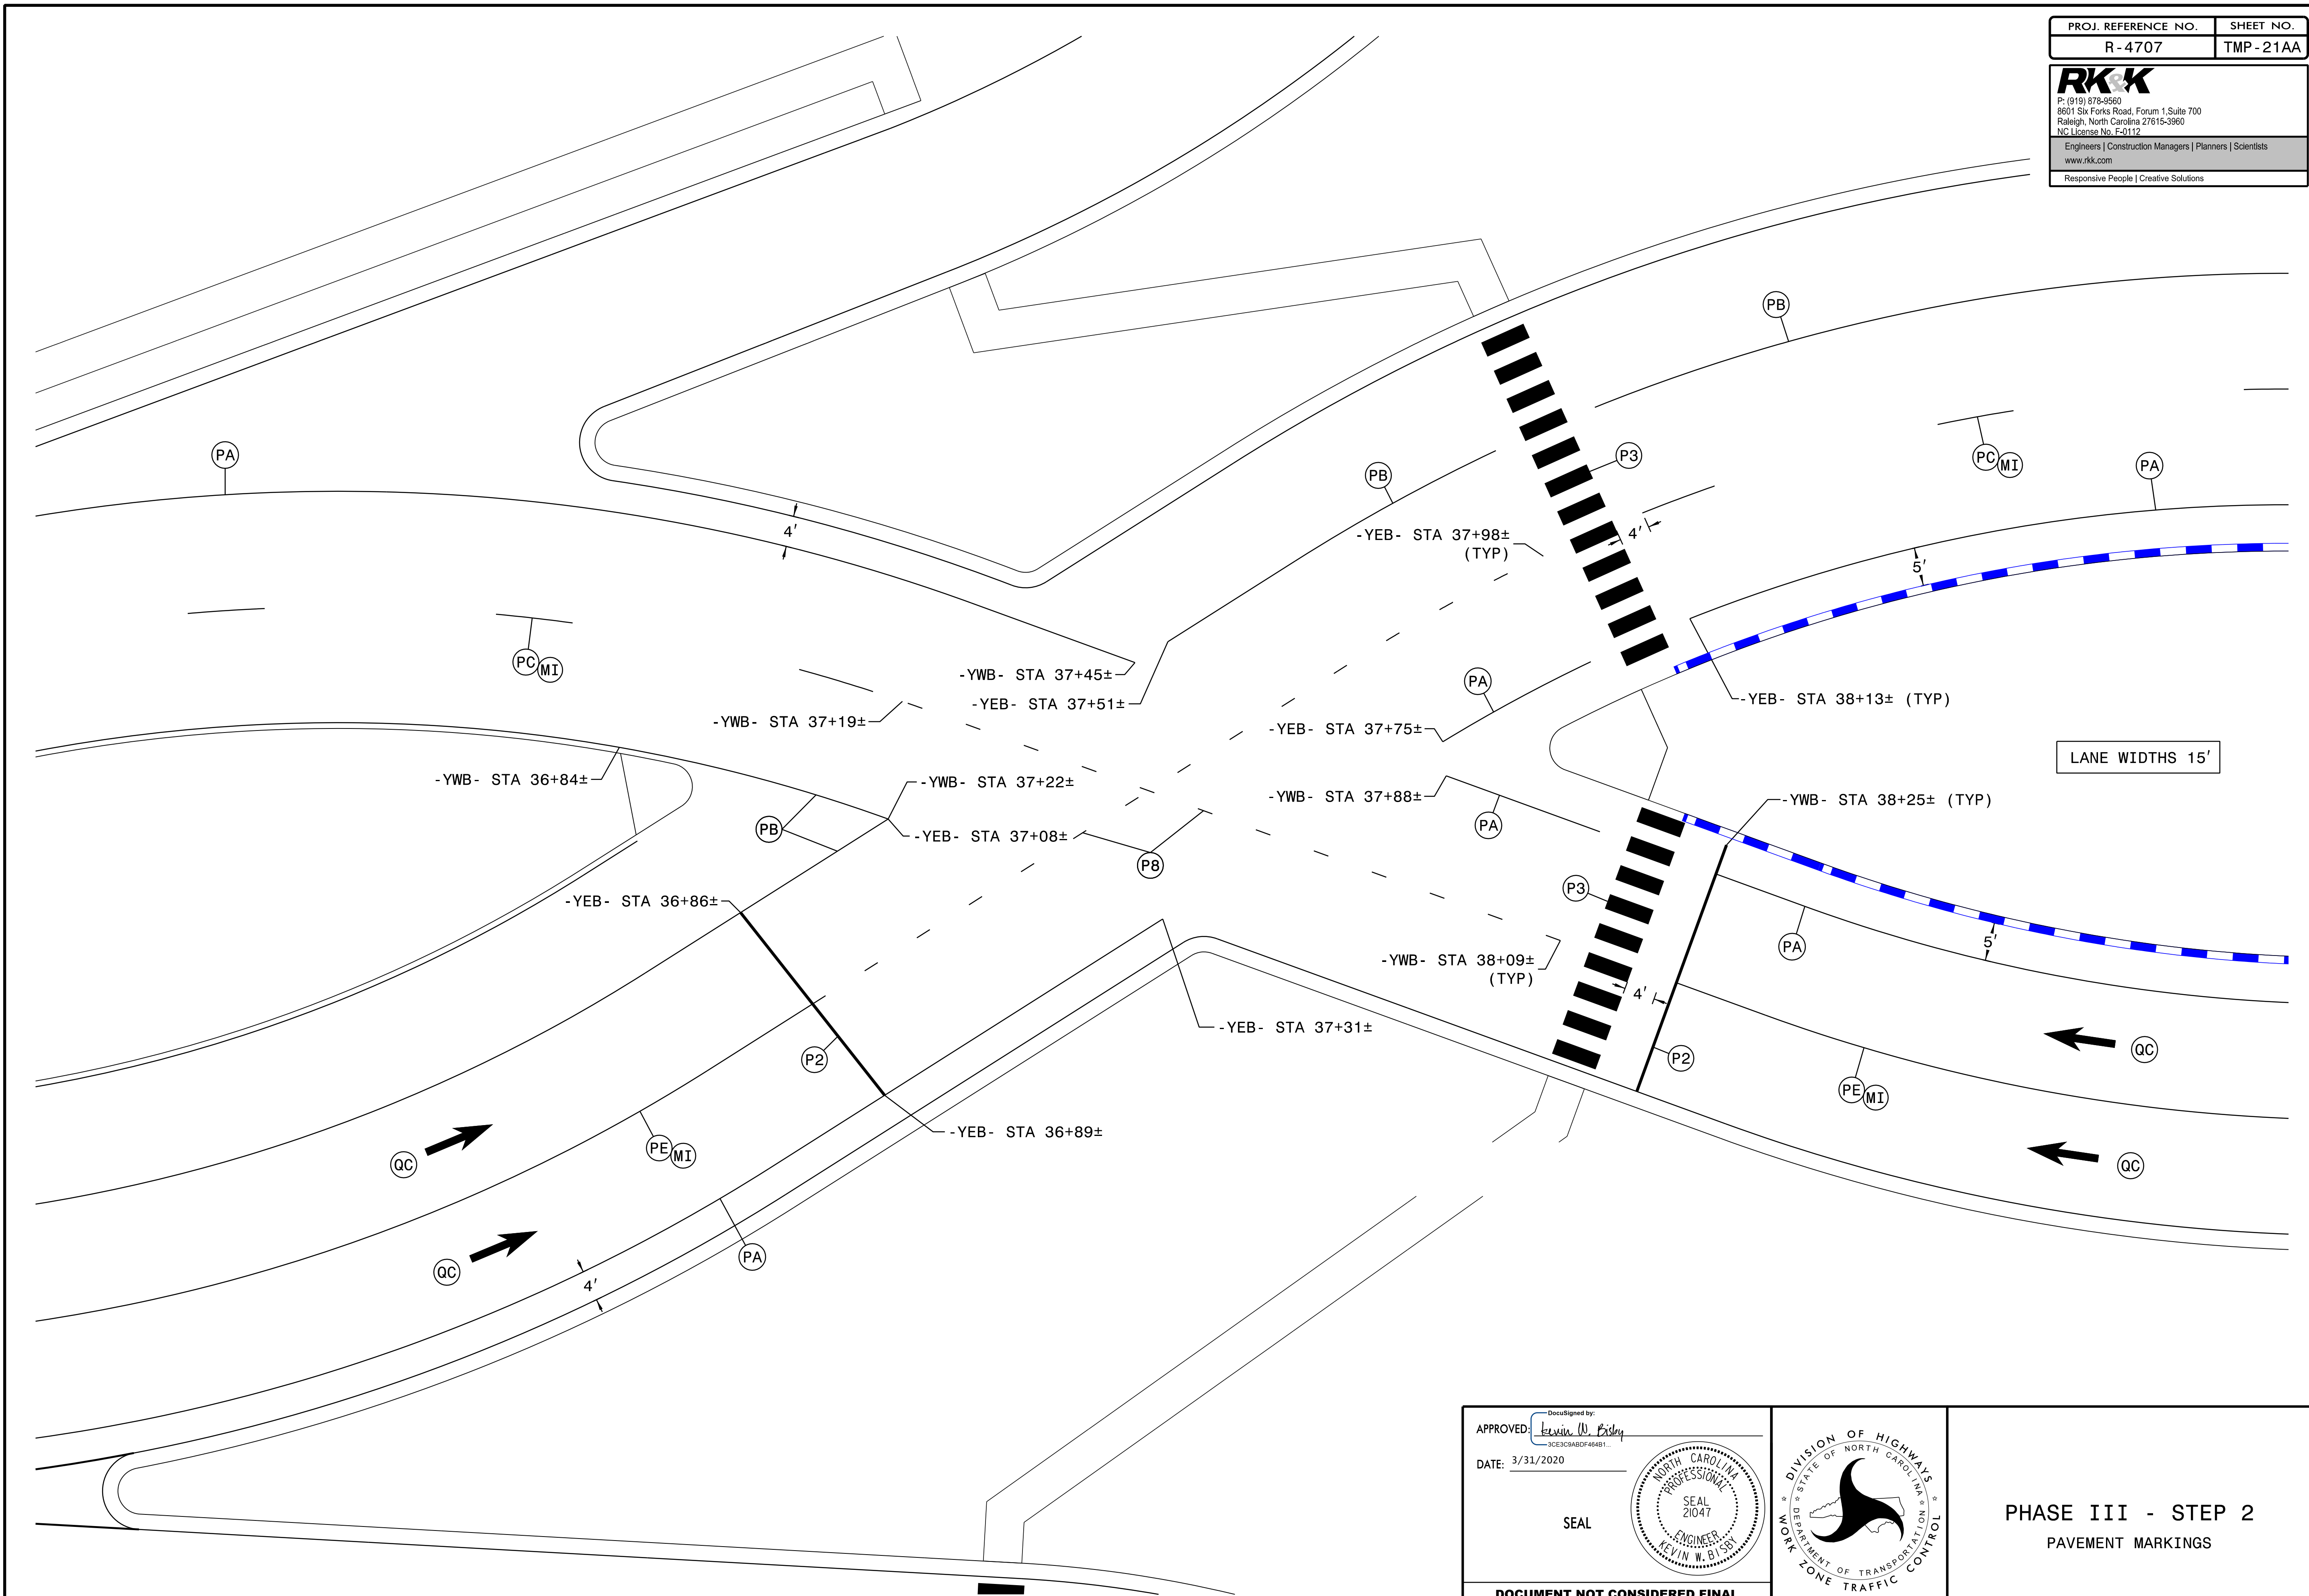 PROJ. REFERENCE NO.
SHEET NO.
R-4707
TMP-21AA
RK&K
P: (919) 878-9560
8601 Six Forks Road, Forum 1, Suite 700
Raleigh, North Carolina 27615-3960
NC License No. F-0112
Engineers | Construction Managers | Planners | Scientists
www.rkk.com
Responsive People | Creative Solutions
PB
PA
PB
P3
PC MI
PA
4'
-YEB- STA 37+98±
(TYP)
4'
5'
PC MI
-YWB- STA 37+45±
-YEB- STA 37+51±
PA
-YEB- STA 38+13± (TYP)
-YWB- STA 37+19±
-YEB- STA 37+75±
LANE WIDTHS 15'
-YWB- STA 36+84±
-YWB- STA 37+22±
-YWB- STA 37+88±
-YWB- STA 38+25± (TYP)
PB
-YEB- STA 37+08±
P8
PA
-YEB- STA 36+86±
P3
PA
5'
-YWB- STA 38+09±
(TYP)
4'
-YEB- STA 37+31±
P2
P2
QC
PE MI
-YEB- STA 36+89±
PE MI
QC
QC
QC
PA
4'
DocuSigned by:
APPROVED: Kevin W. Bisby
3CE3C9ABDF464B1...
DATE: 3/31/2020
SEAL
NORTH CAROLINA
PROFESSIONAL
SEAL
21047
ENGINEER
KEVIN W. BISBY
DIVISION OF HIGHWAYS
STATE OF NORTH CAROLINA
DEPARTMENT OF TRANSPORTATION
WORK ZONE TRAFFIC CONTROL
PHASE III - STEP 2
PAVEMENT MARKINGS
DOCUMENT NOT CONSIDERED FINAL